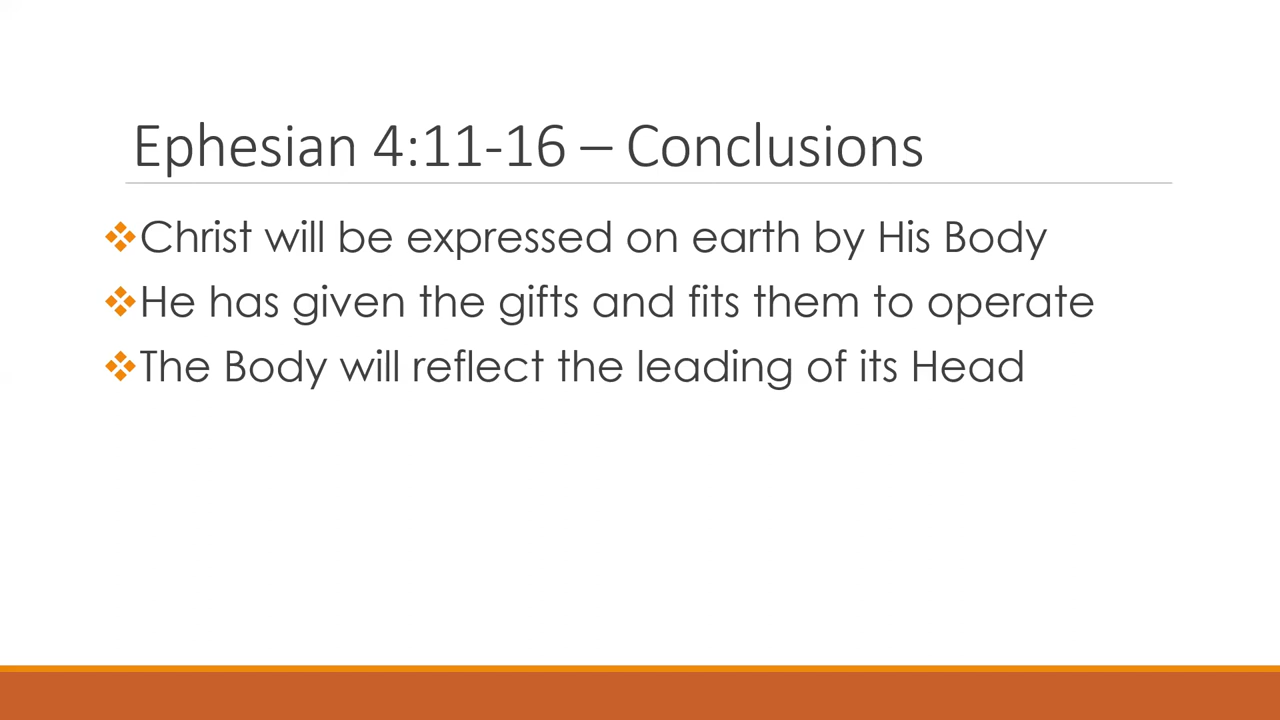 Ephesian 4:11-16 – Conclusions
❖Christ will be expressed on earth by His Body
❖He has given the gifts and fits them to operate
❖The Body will reflect the leading of its Head